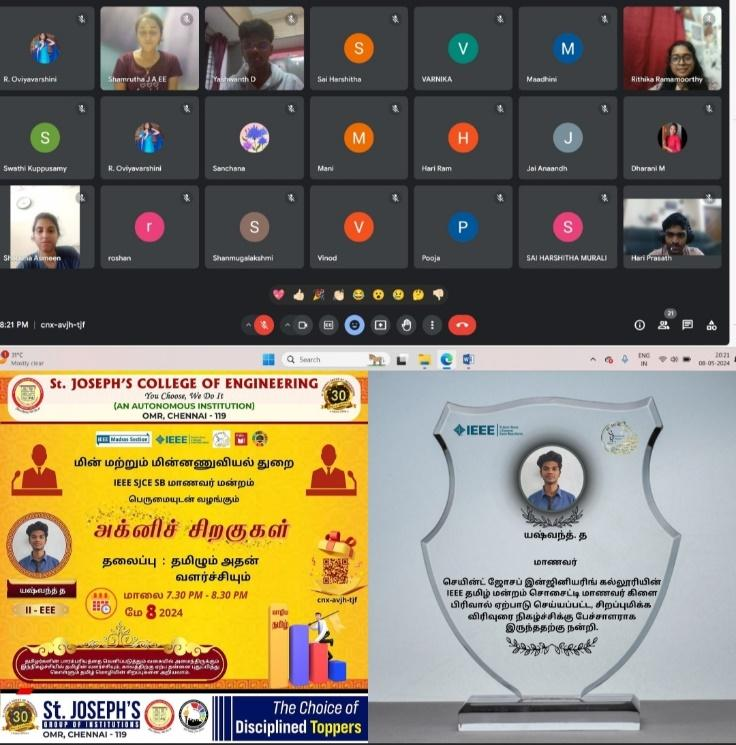 R. Oviyavarshini
Shamrutha J A EE
Yashwanth D
S
Sai Harshitha
V
VARNIKA
M
Maadhini
Rithika Ramamoorthy
S
Swathi Kuppusamy
R. Oviyavarshini
Sanchana
M
Mani
H
Hari Ram
J
Jai Anaandh
Dharani M
Aumeen
r
roshan
S
Shanmugalakshmi
V
Vinod
P
Pooja
S
SAI HARSHITHA MURALI
Hari Prasath
8:21 PM | cnx-avjh-tjf
21
1
31°C
Mostly clear
Search
ENG
IN
20:21
08-05-2024
St. JOSEPH'S COLLEGE OF ENGINEERING
You Choose, We Do It
(AN AUTONOMOUS INSTITUTION)
OMR, CHENNAI - 119
30
IEEE Madras Section
IEEE
மின் மற்றும் மின்னணுவியல் துறை
IEEE SJCE SB மாணவர் மன்றம்
பெருமையுடன் வழங்கும்
அக்னிச் சிறகுகள்
தலைப்பு : தமிழும் அதன்
வளர்ச்சியும்
மாலை 7.30 PM - 8.30 PM
மே 8 2024
யஷ்வந்த் த
II - EEE
cnx-avjh-tjf
வாழிய
தமிழ்
30
St. JOSEPH'S
GROUP OF INSTITUTIONS
OMR, CHENNAI - 119
The Choice of
Disciplined Toppers
IEEE
யஷ்வந்த். த
மாணவர்
செயின்ட் ஜோசப் இன்ஜினியரிங் கல்லூரியின்
IEEE தமிழ் மன்றம் சொசைட்டி மாணவர் கிளை
பிரிவால் ஏற்பாடு செய்யப்பட்ட, சிறப்புமிக்க
விரிவுரை நிகழ்ச்சிக்கு பேச்சாளராக
இருந்ததற்கு நன்றி.